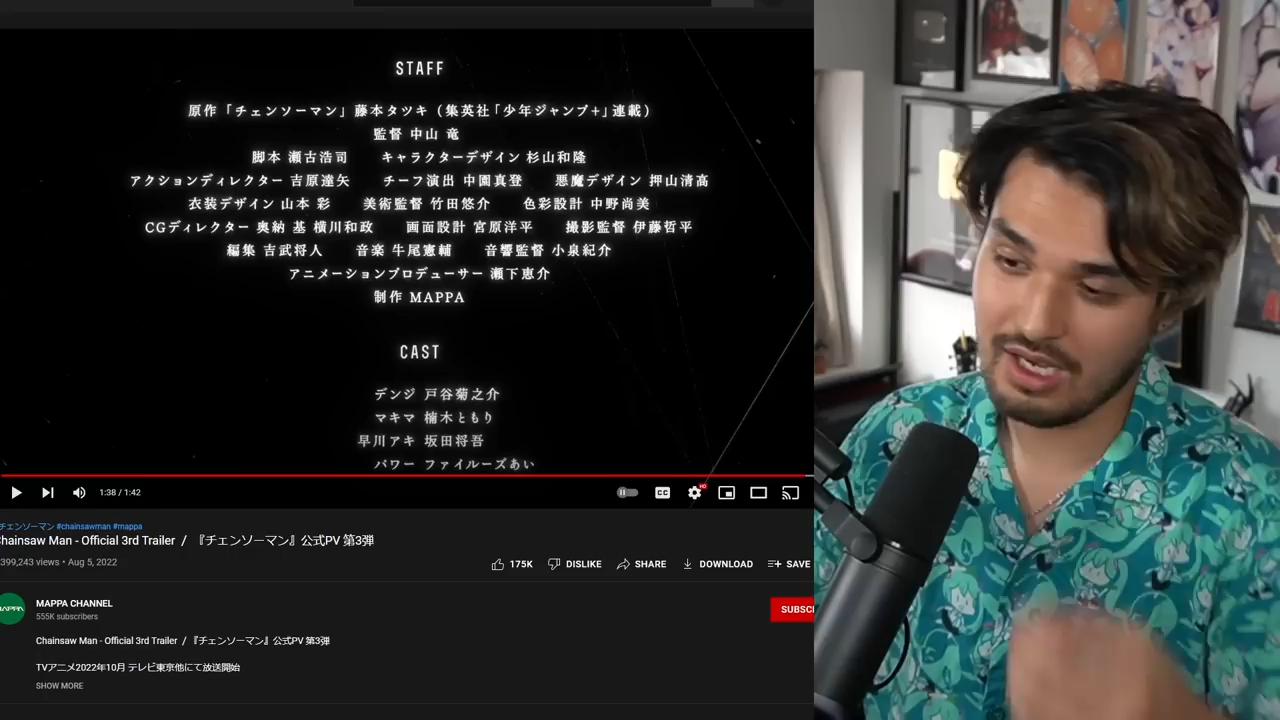 STAFF
原作「チェンソーマン」藤本タツキ（集英社「少年ジャンプ+」連載）
監督 中山 竜
脚本 瀬古浩司 キャラクターデザイン 杉山和隆
アクションディレクター 吉原達矢 チーフ演出 中園真登 悪魔デザイン 押山清高
衣装デザイン 山本 彩 美術監督 竹田悠介 色彩設計 中野尚美
CGディレクター 奥納 基 横川和政 画面設計 宮原洋平 撮影監督 伊藤哲平
編集 吉武将人 音楽 牛尾憲輔 音響監督 小泉紀介
アニメーションプロデューサー 瀬下恵介
制作 MAPPA
CAST
デンジ 戸谷菊之介
マキマ 楠木ともり
早川アキ 坂田将吾
パワー ファイルーズあい
1:38 / 1:42
CC
HD
チェンソーマン #chainsawman #mappa
hainsaw Man - Official 3rd Trailer / 『チェンソーマン』公式PV 第3弾
399,243 views • Aug 5, 2022
175K DISLIKE SHARE DOWNLOAD SAVE
MAPPA
MAPPA CHANNEL
555K subscribers
SUBSC
Chainsaw Man - Official 3rd Trailer / 『チェンソーマン』公式PV 第3弾
TVアニメ2022年10月 テレビ東京他にて放送開始
SHOW MORE